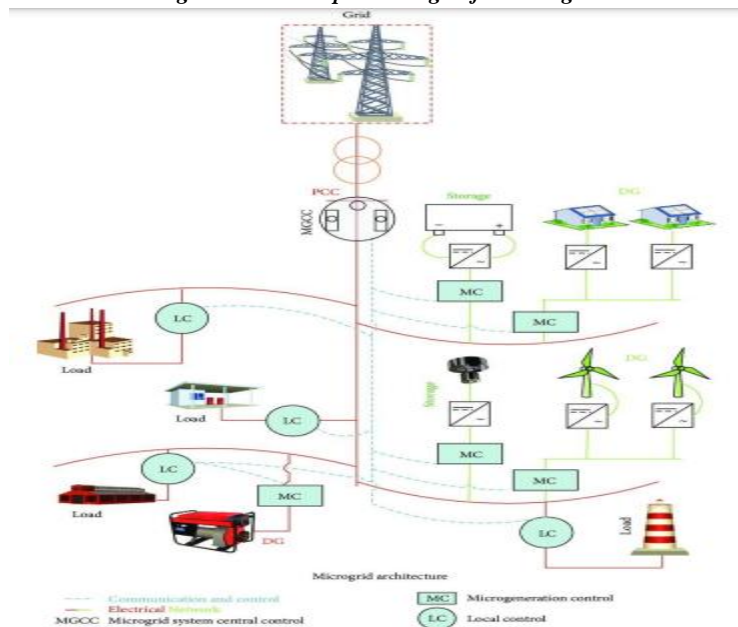 Grid
PCC
MGCC
Storage
DG
MC
MC
LC
Load
Storage
DG
Load
LC
MC
LC
MC
MC
Load
DG
LC
Load
Microgrid architecture
Communication and control
Electrical Network
MGCC Microgrid system central control
MC Microgeneration control
LC Local control